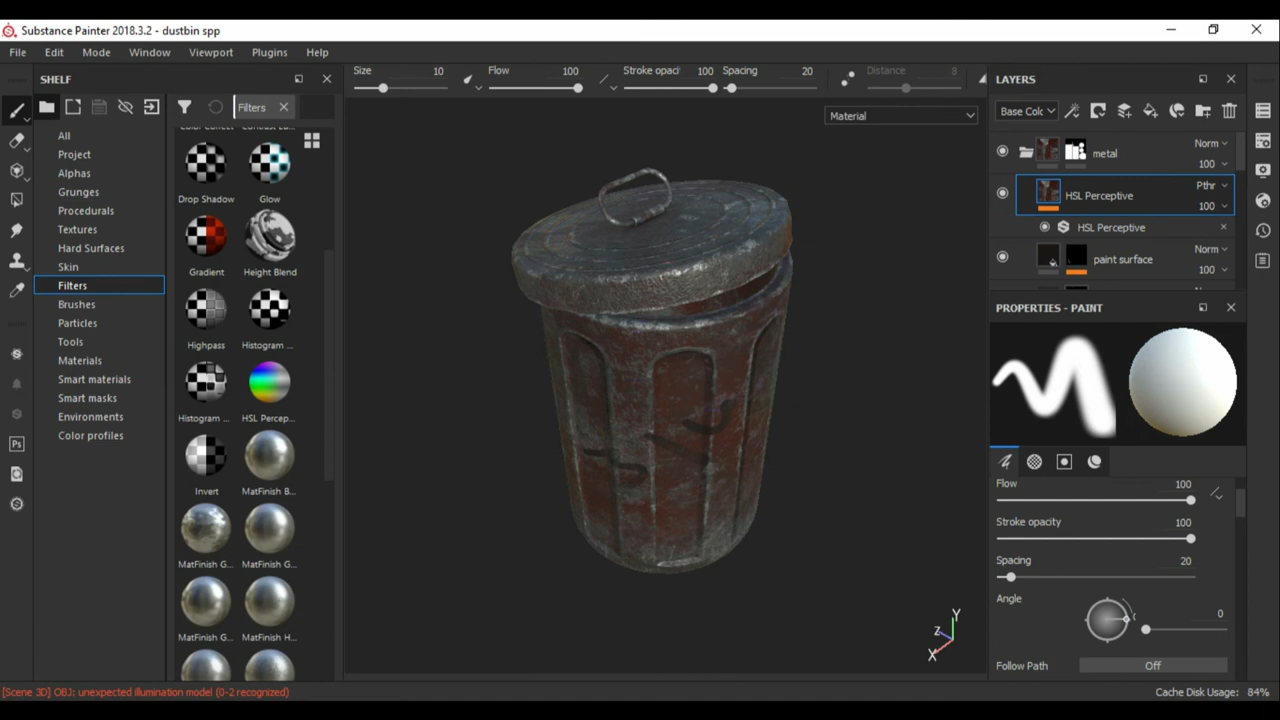 Substance Painter 2018.3.2 - dustbin spp
File Edit Mode Window Viewport Plugins Help
SHELF
Size 10 Flow 100 Stroke opaci 100 Spacing 20 Distance 8
LAYERS
Filters
Material
Base Colo
All
Project
Alphas
Grunges
Procedurals
Textures
Hard Surfaces
Skin
Filters
Brushes
Particles
Tools
Materials
Smart materials
Smart masks
Environments
Color profiles
Drop Shadow Glow
Gradient Height Blend
Highpass Histogram ...
Histogram ... HSL Percep...
Invert MatFinish B...
MatFinish G... MatFinish G...
MatFinish G... MatFinish H...
metal Norm 100
HSL Perceptive Pthr 100
HSL Perceptive
paint surface Norm 100
PROPERTIES - PAINT
Flow 100
Stroke opacity 100
Spacing 20
Angle 0
Follow Path Off
Y
Z
X
Ps
[Scene 3D] OBJ: unexpected illumination model (0-2 recognized)
Cache Disk Usage: 84%